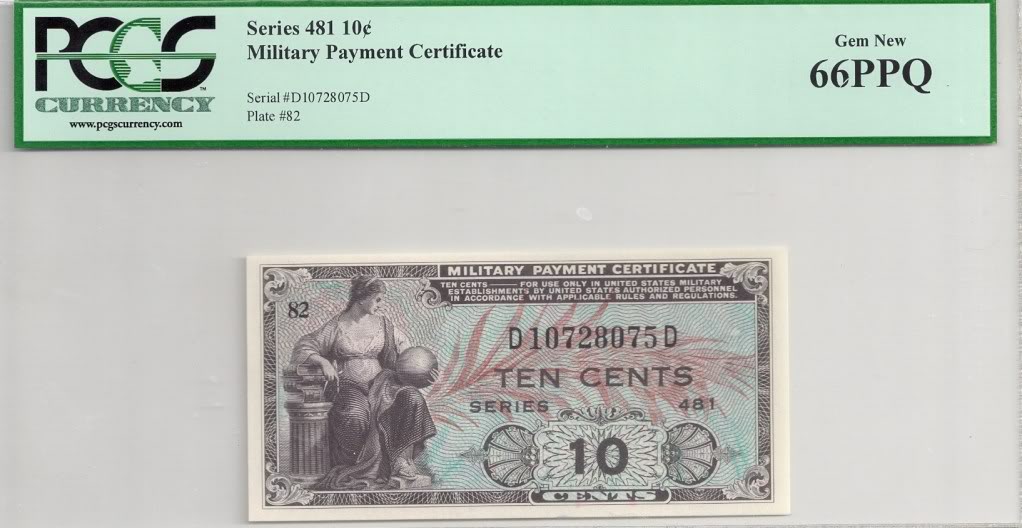 PCGS™
CURRENCY
www.pcgscurrency.com
Series 481 10¢
Military Payment Certificate
Serial #D10728075D
Plate #82
Gem New
66PPQ
MILITARY PAYMENT CERTIFICATE
TEN CENTS — FOR USE ONLY IN UNITED STATES MILITARY
ESTABLISHMENTS BY UNITED STATES AUTHORIZED PERSONNEL
IN ACCORDANCE WITH APPLICABLE RULES AND REGULATIONS.
82
D10728075D
TEN CENTS
SERIES 481
10
CENTS